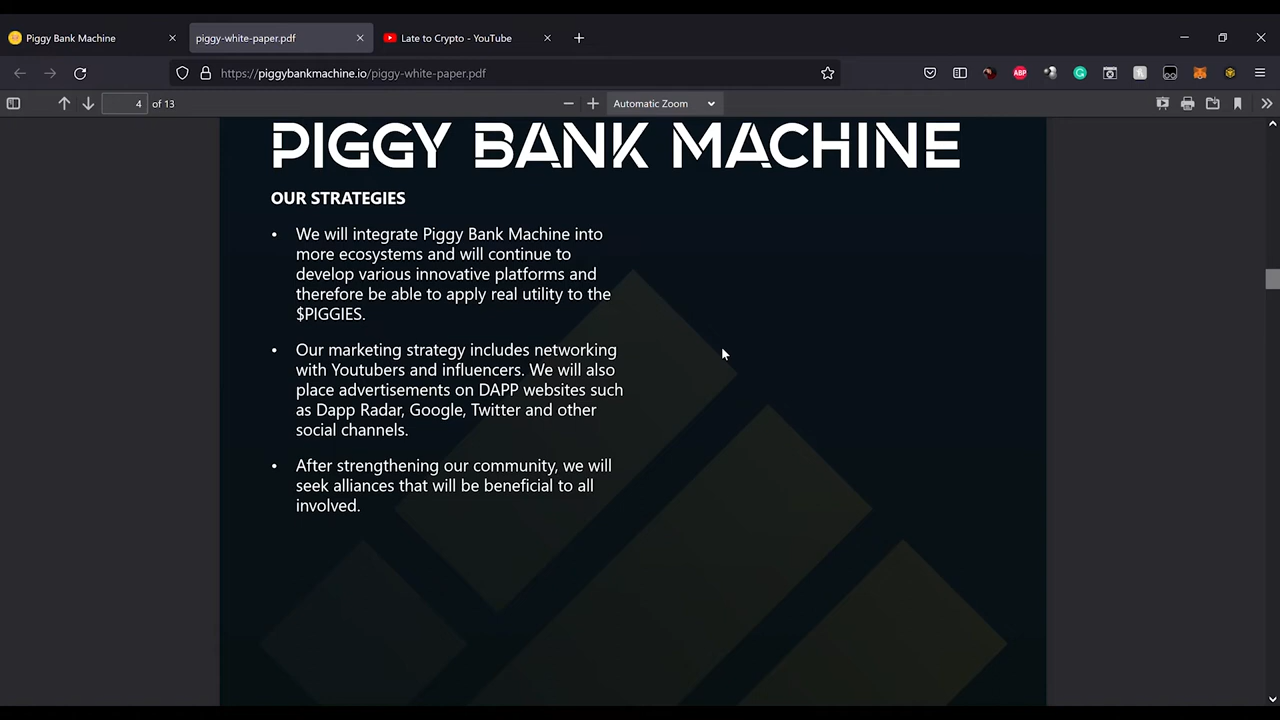 Piggy Bank Machine
piggy-white-paper.pdf
Late to Crypto - YouTube
https://piggybankmachine.io/piggy-white-paper.pdf
ABP
4 of 13
Automatic Zoom
PIGGY BANK MACHINE
OUR STRATEGIES
• We will integrate Piggy Bank Machine into
more ecosystems and will continue to
develop various innovative platforms and
therefore be able to apply real utility to the
$PIGGIES.
• Our marketing strategy includes networking
with Youtubers and influencers. We will also
place advertisements on DAPP websites such
as Dapp Radar, Google, Twitter and other
social channels.
• After strengthening our community, we will
seek alliances that will be beneficial to all
involved.